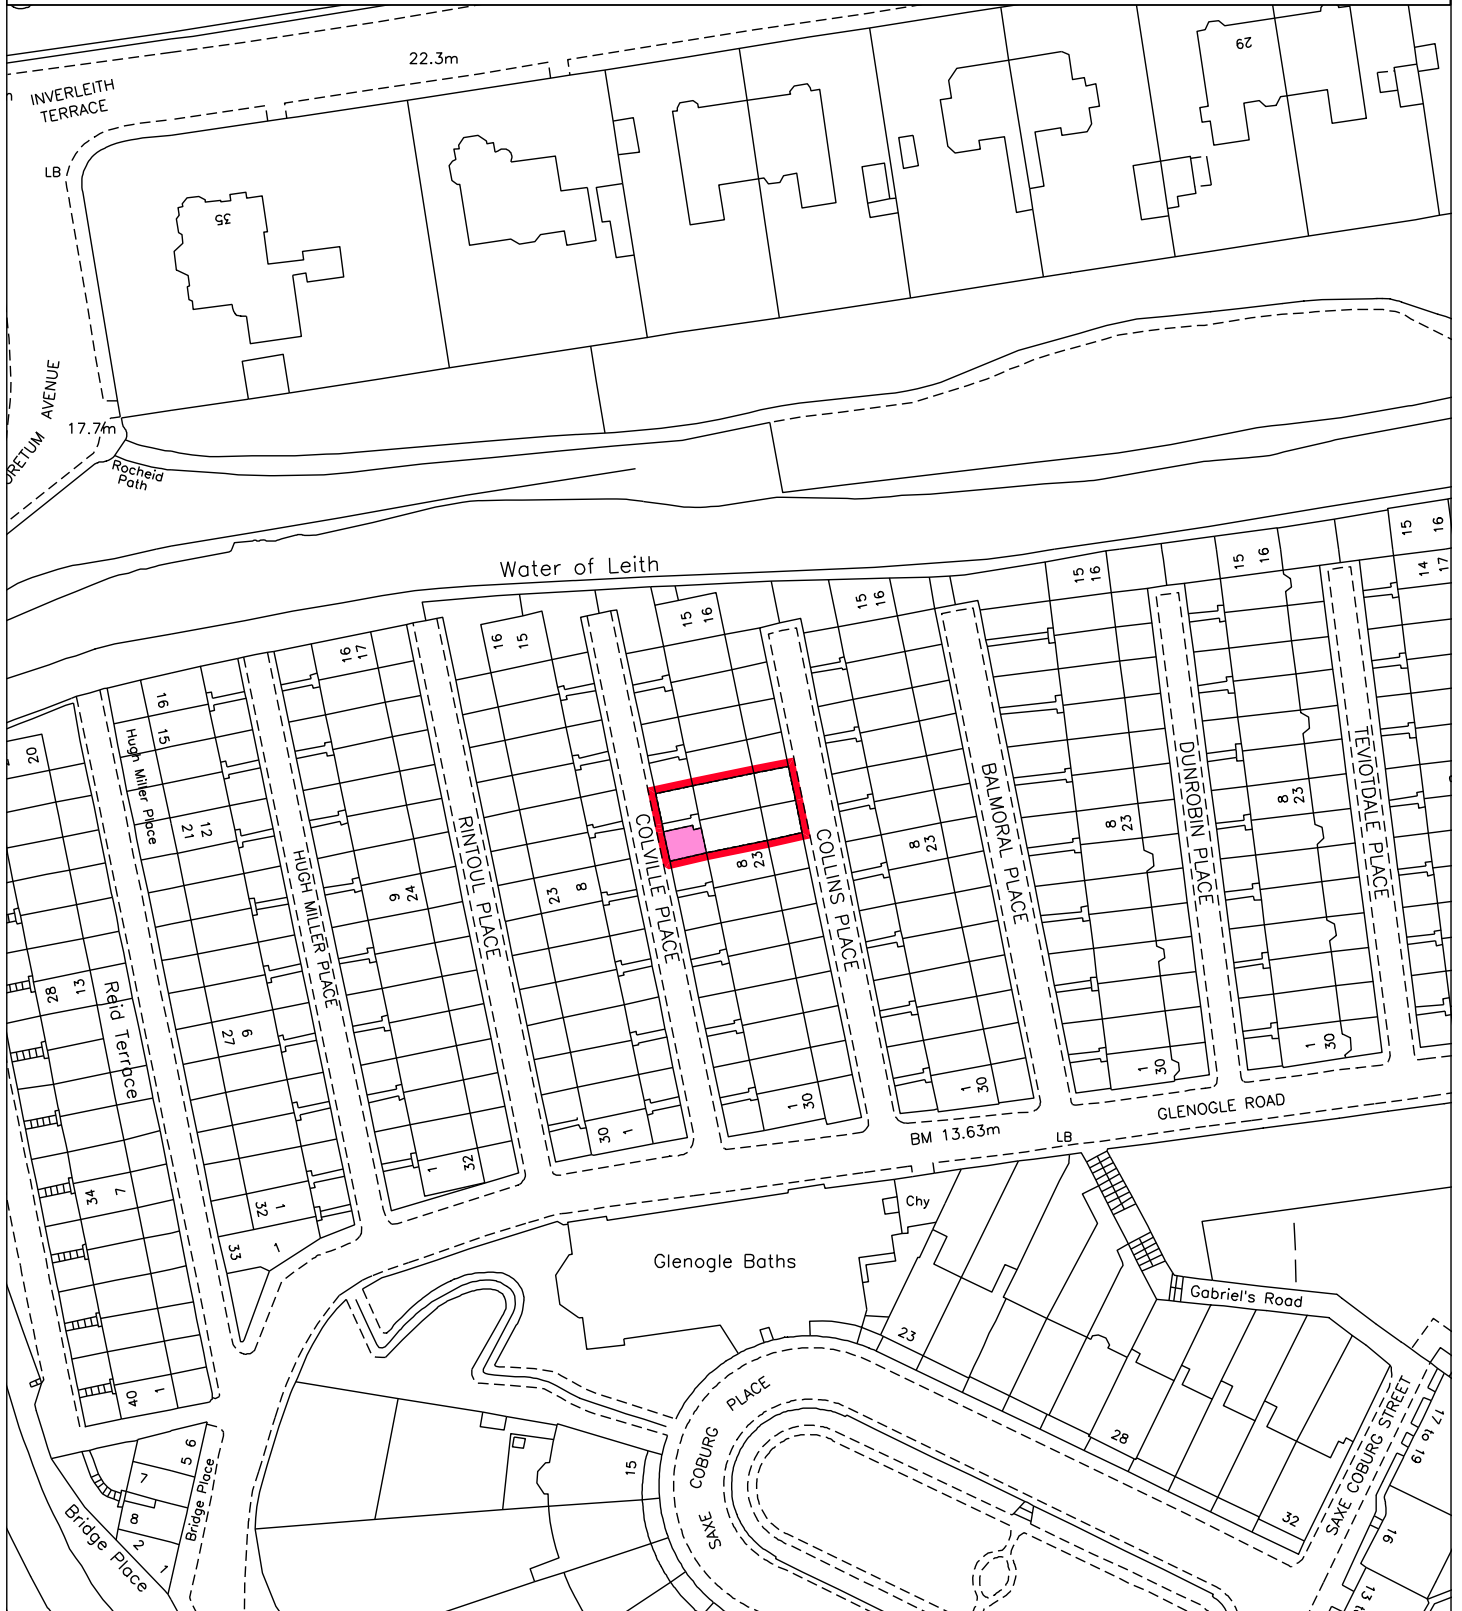 22.3m
29
INVERLEITH
TERRACE
LB
35
AVENUE
17.7m
Rocheid
Path
Water of Leith
15
16
14
17
15
16
15
16
15
16
15
16
16
15
16
17
16
15
20
Hugh Miller Place
12
21
HUGH MILLER PLACE
9
24
RINTOUL PLACE
23
8
COLVILLE PLACE
8
23
COLLINS PLACE
8
23
BALMORAL PLACE
8
23
DUNROBIN PLACE
8
23
TEVIOTDALE PLACE
28
13
Reid Terrace
6
27
34
7
32
1
33
1
1
32
30
1
1
30
1
30
1
30
1
30
40
1
GLENOGLE ROAD
BM 13.63m
LB
Chy
Glenogle Baths
Gabriel's Road
23
28
32
15
SAXE COBURG PLACE
SAXE COBURG STREET
17 to 19
16
5 6
7
8
2
1
Bridge Place
Bridge Place